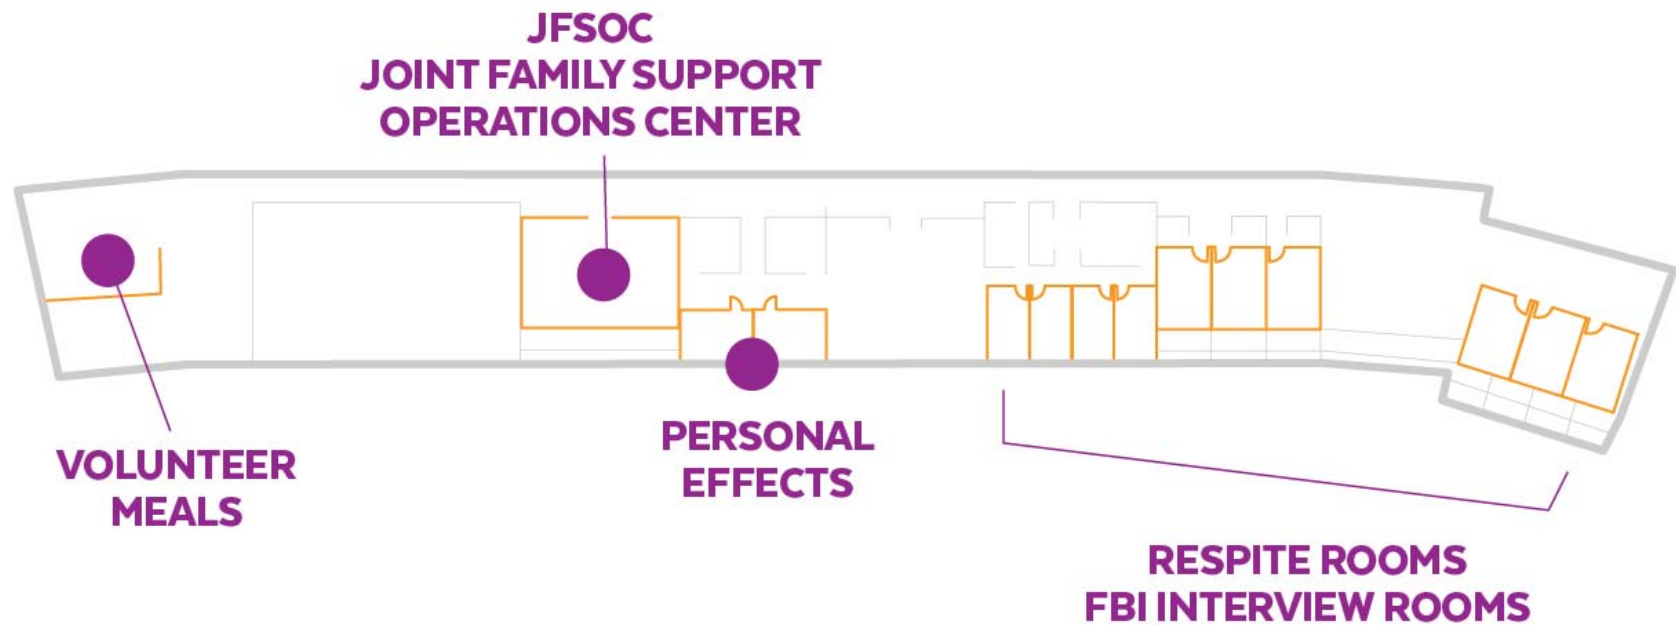 JFSOC
JOINT FAMILY SUPPORT
OPERATIONS CENTER
VOLUNTEER
MEALS
PERSONAL
EFFECTS
RESPITE ROOMS
FBI INTERVIEW ROOMS